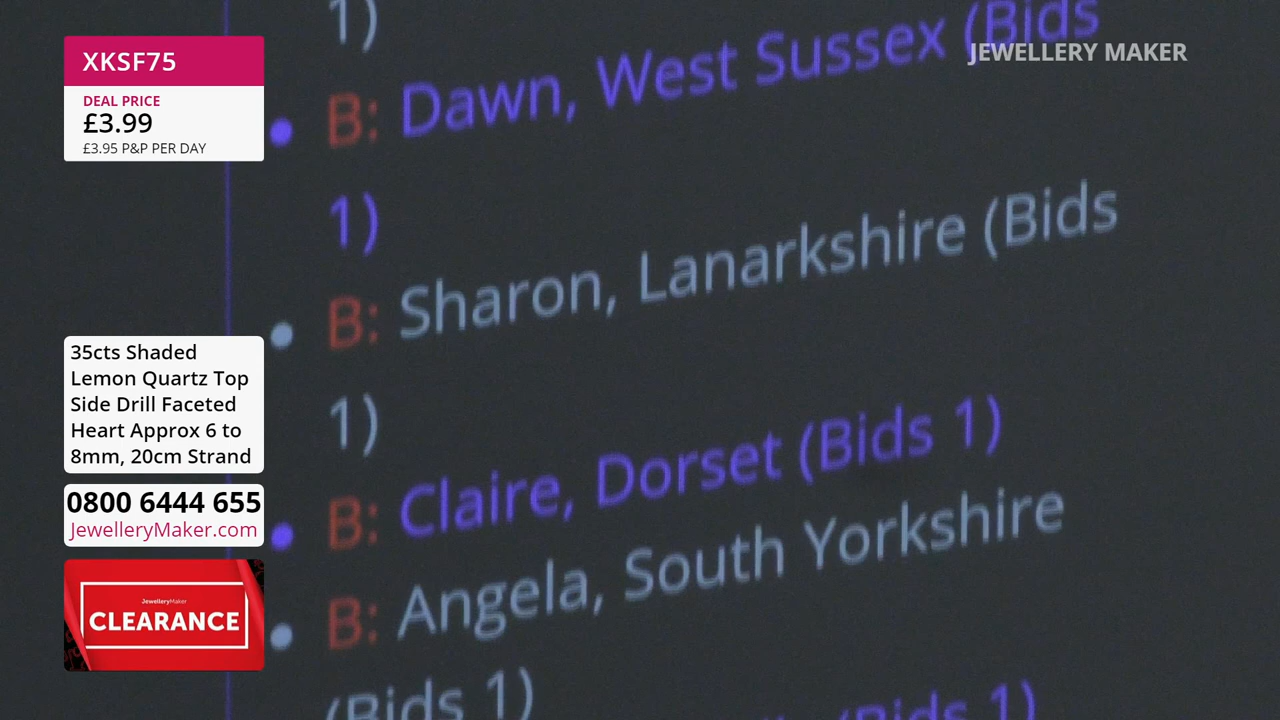 XKSF75
DEAL PRICE
£3.99
£3.95 P&P PER DAY
35cts Shaded
Lemon Quartz Top
Side Drill Faceted
Heart Approx 6 to
8mm, 20cm Strand
0800 6444 655
JewelleryMaker.com
JewelleryMaker
CLEARANCE
JEWELLERY MAKER
1)
B: Dawn, West Sussex (Bids
1)
B: Sharon, Lanarkshire (Bids
1)
B: Claire, Dorset (Bids 1)
B: Angela, South Yorkshire
(Bids 1)
(Bids 1)